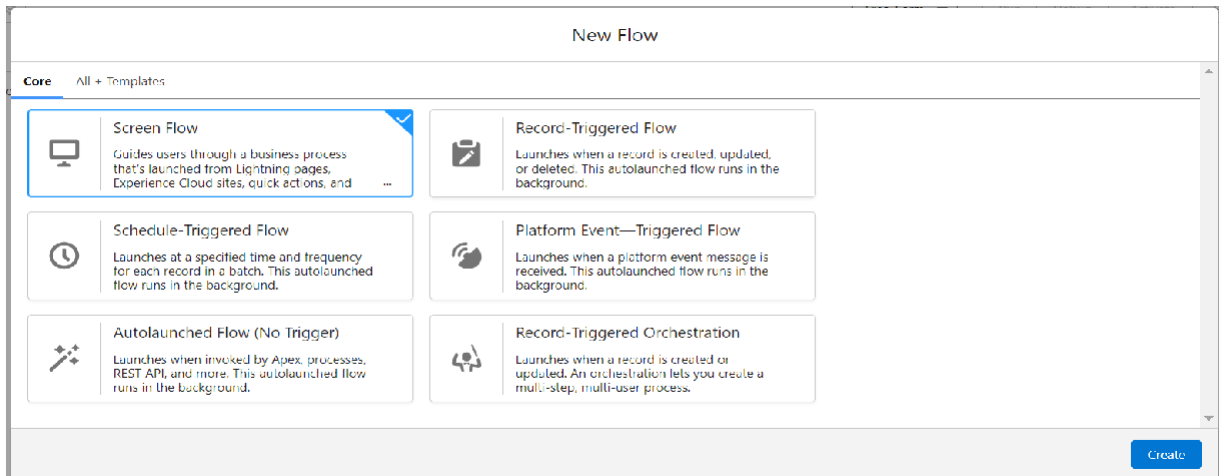 New Flow
Core
All + Templates
Screen Flow
Guides users through a business process
that's launched from Lightning pages,
Experience Cloud sites, quick actions, and ...
Record-Triggered Flow
Launches when a record is created, updated,
or deleted. This autolaunched flow runs in the
background.
Schedule-Triggered Flow
Launches at a specified time and frequency
for each record in a batch. This autolaunched
flow runs in the background.
Platform Event—Triggered Flow
Launches when a platform event message is
received. This autolaunched flow runs in the
background.
Autolaunched Flow (No Trigger)
Launches when invoked by Apex, processes,
REST API, and more. This autolaunched flow
runs in the background.
Record-Triggered Orchestration
Launches when a record is created or
updated. An orchestration lets you create a
multi-step, multi-user process.
Create